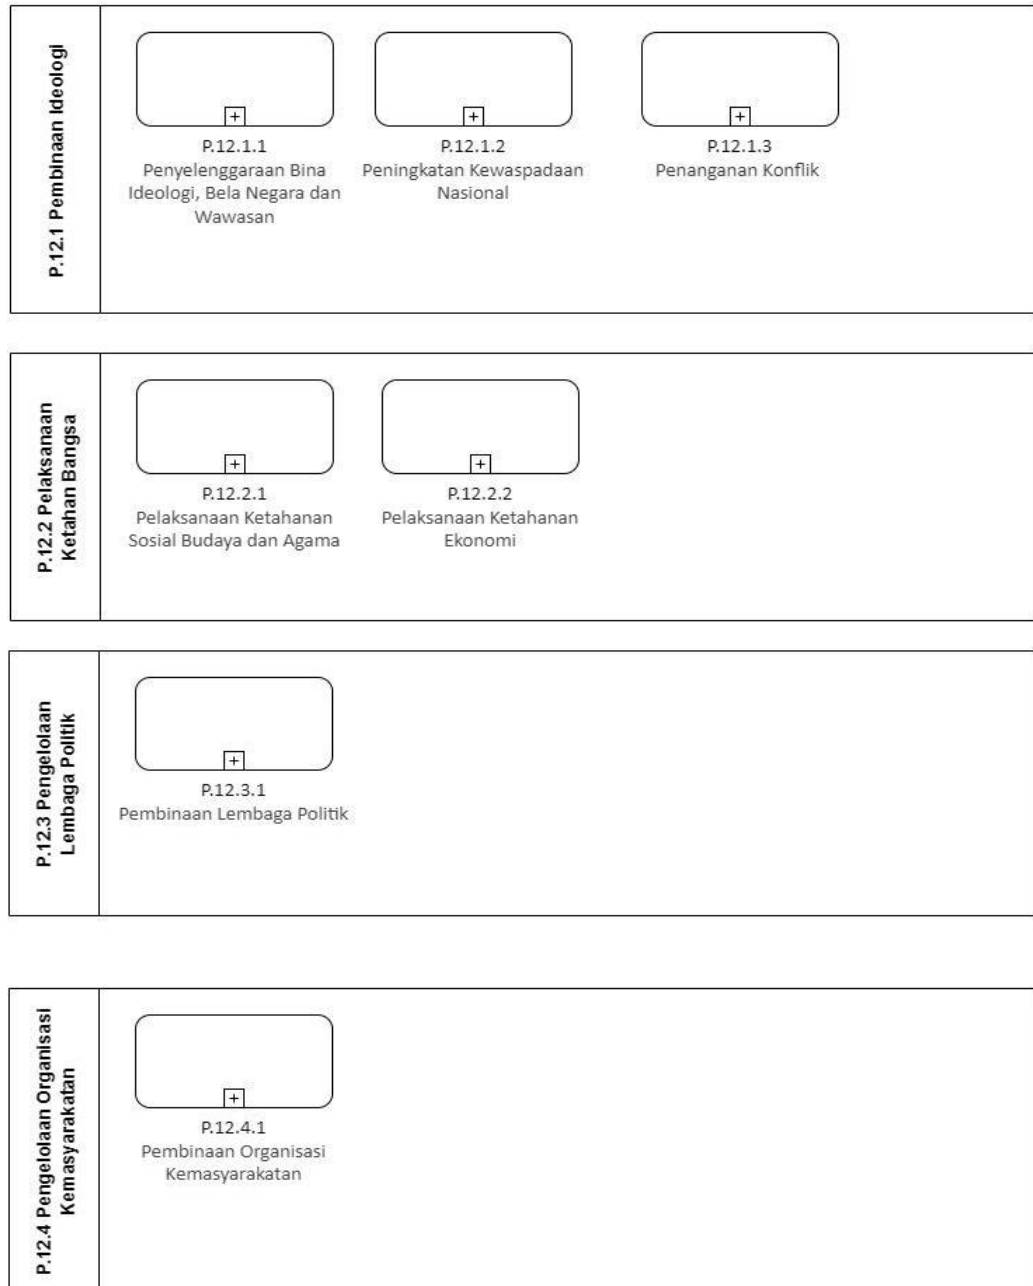 P.12.1 Pembinaan Ideologi
P.12.1.1
Penyelenggaraan Bina
Ideologi, Bela Negara dan
Wawasan
P.12.1.2
Peningkatan Kewaspadaan
Nasional
P.12.1.3
Penanganan Konflik
P.12.2 Pelaksanaan
Ketahan Bangsa
P.12.2.1
Pelaksanaan Ketahanan
Sosial Budaya dan Agama
P.12.2.2
Pelaksanaan Ketahanan
Ekonomi
P.12.3 Pengelolaan
Lembaga Politik
P.12.3.1
Pembinaan Lembaga Politik
P.12.4 Pengelolaan Organisasi
Kemasyarakatan
P.12.4.1
Pembinaan Organisasi
Kemasyarakatan